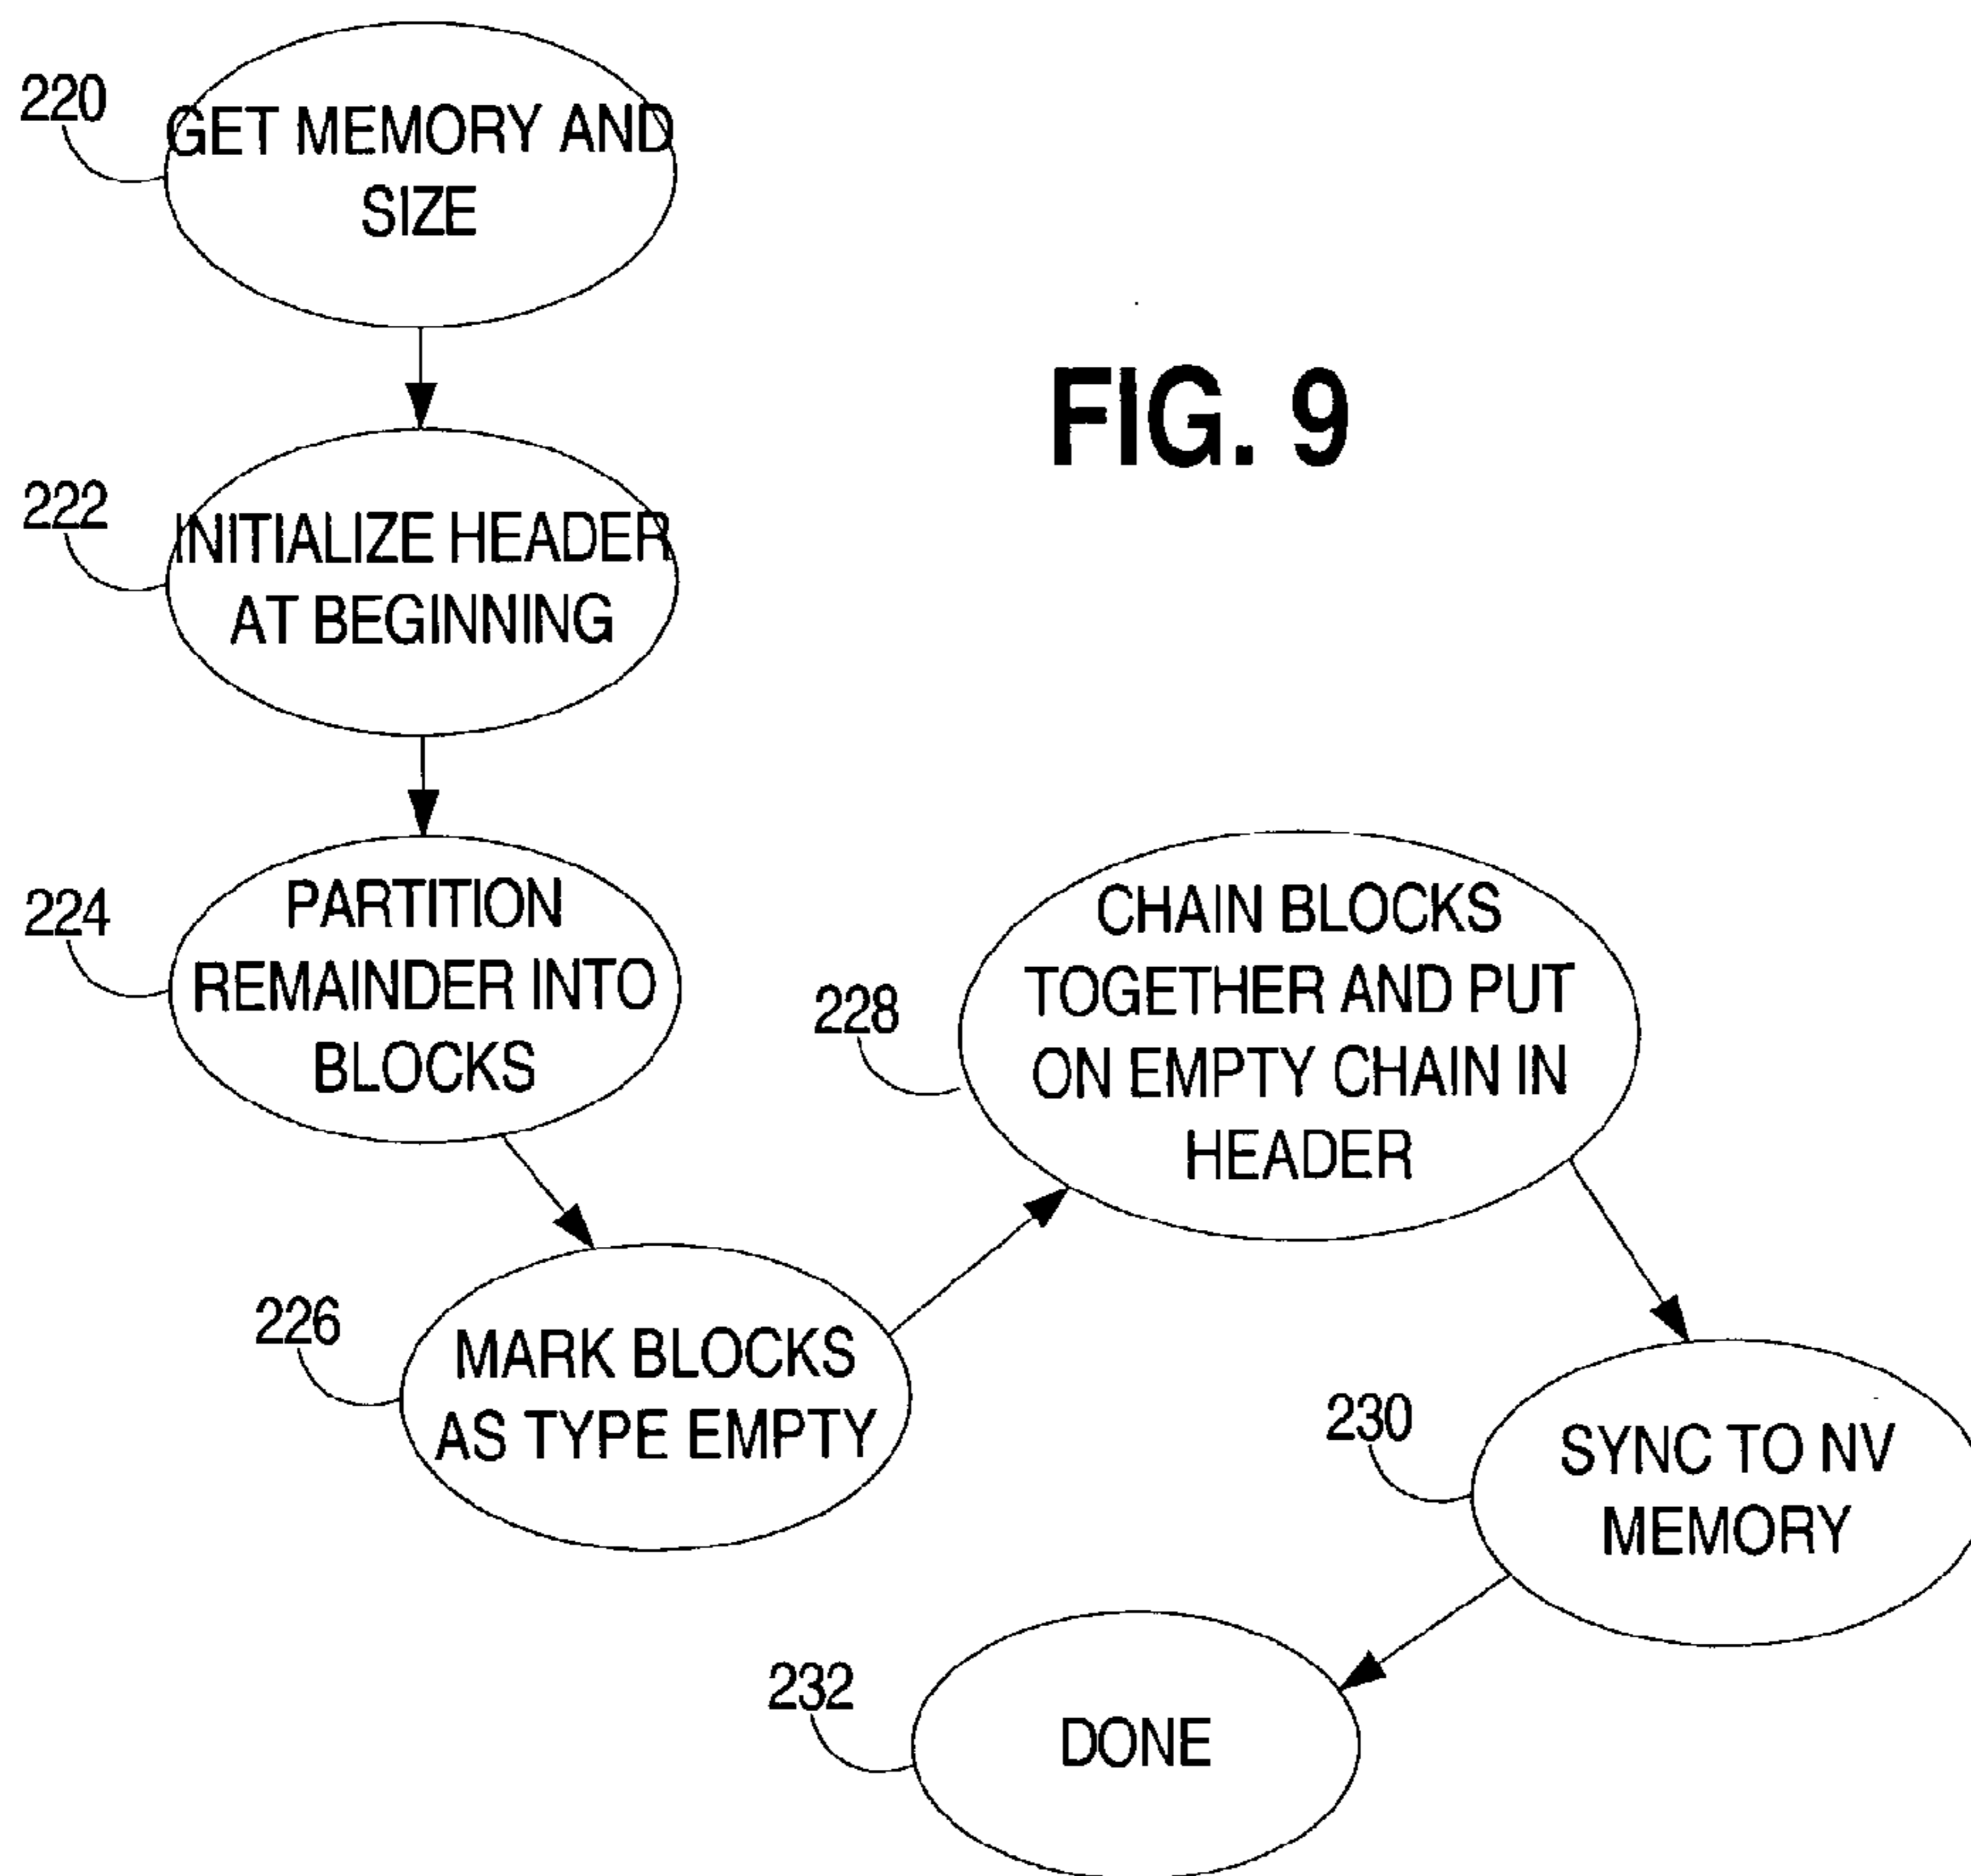 220
GET MEMORY AND
SIZE
FIG. 9
222
INITIALIZE HEADER
AT BEGINNING
224
PARTITION
REMAINDER INTO
BLOCKS
226
MARK BLOCKS
AS TYPE EMPTY
228
CHAIN BLOCKS
TOGETHER AND PUT
ON EMPTY CHAIN IN
HEADER
230
SYNC TO NV
MEMORY
232
DONE